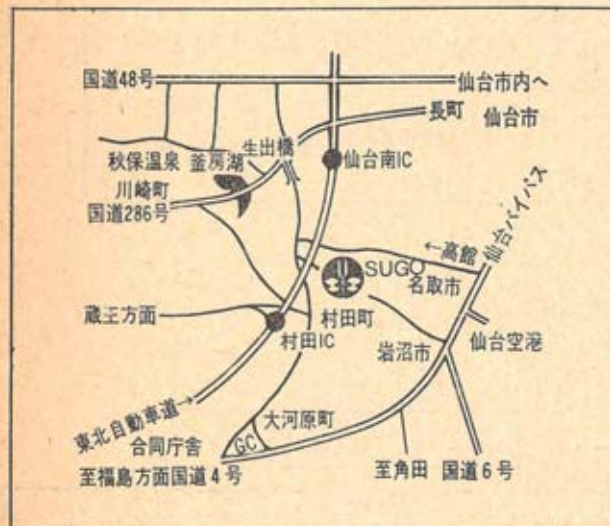 国道48号
仙台市内へ
長町
仙台市
生出橋
秋保温泉
釜房湖
仙台南IC
川崎町
国道286号
←高館
仙台バイパス
SUGO
名取市
蔵王方面
村田町
村田IC
岩沼市
仙台空港
東北自動車道→
大河原町
合同庁舎
GC
至福島方面国道4号
至角田
国道6号